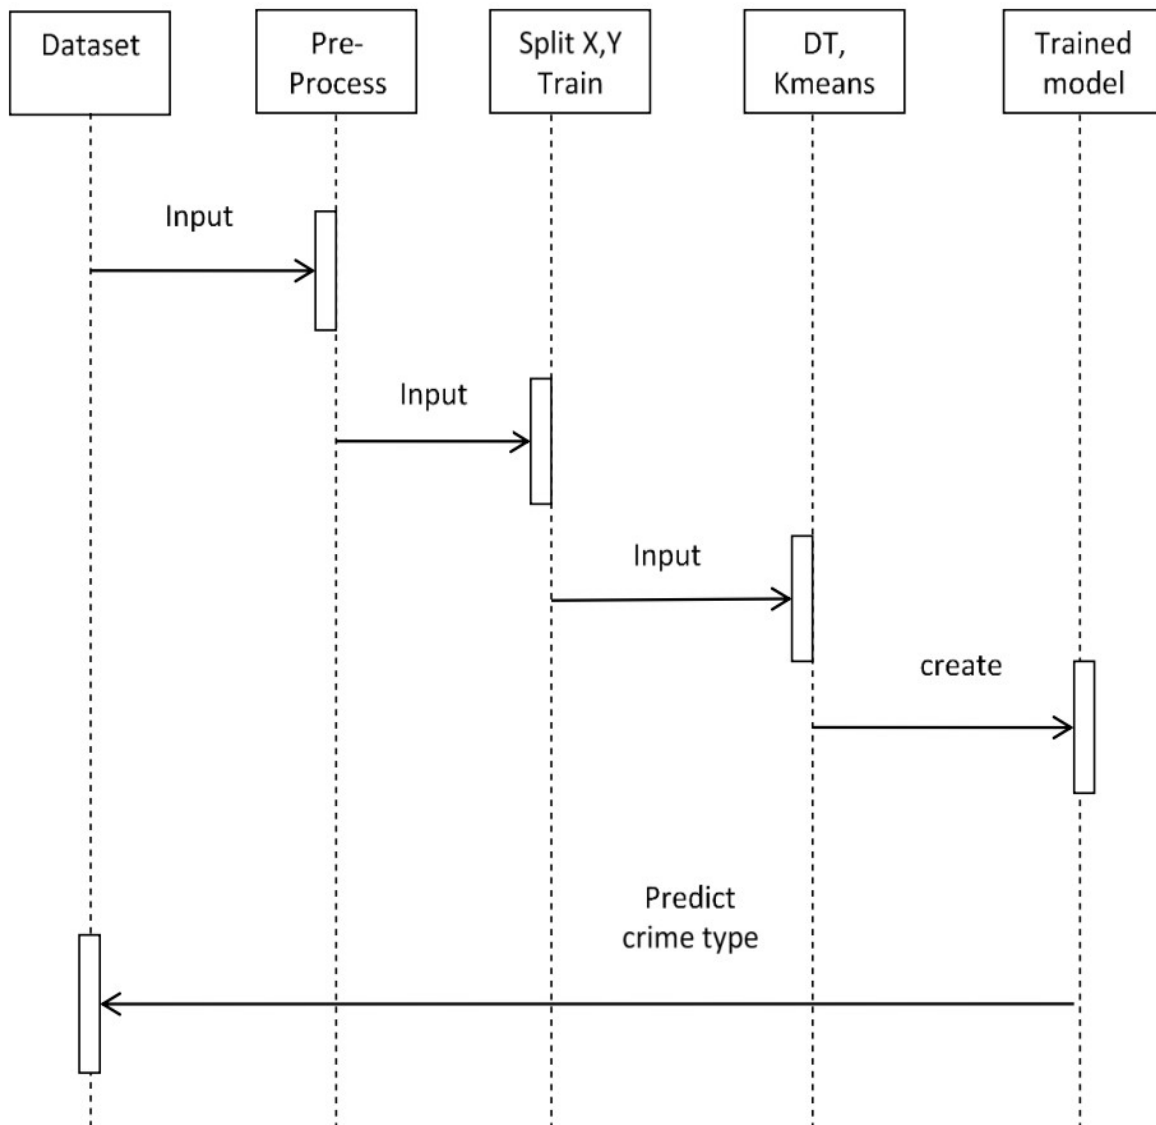 Dataset
Pre-
Process
Split X,Y
Train
DT,
Kmeans
Trained
model
Input
Input
Input
create
Predict
crime type